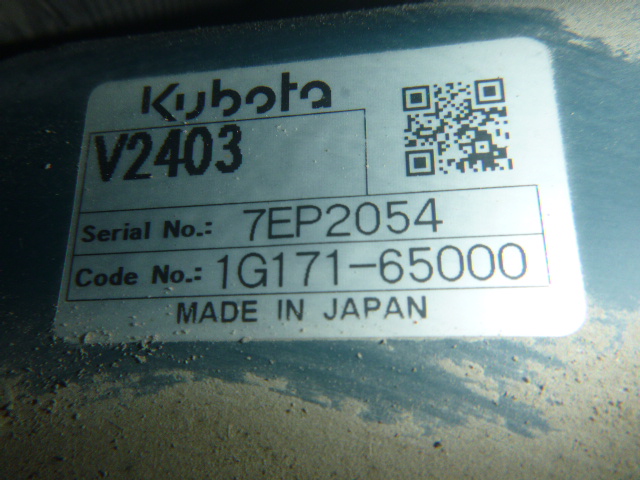 Kubota
V2403
Serial No.: 7EP2054
Code No.: 1G171-65000
MADE IN JAPAN